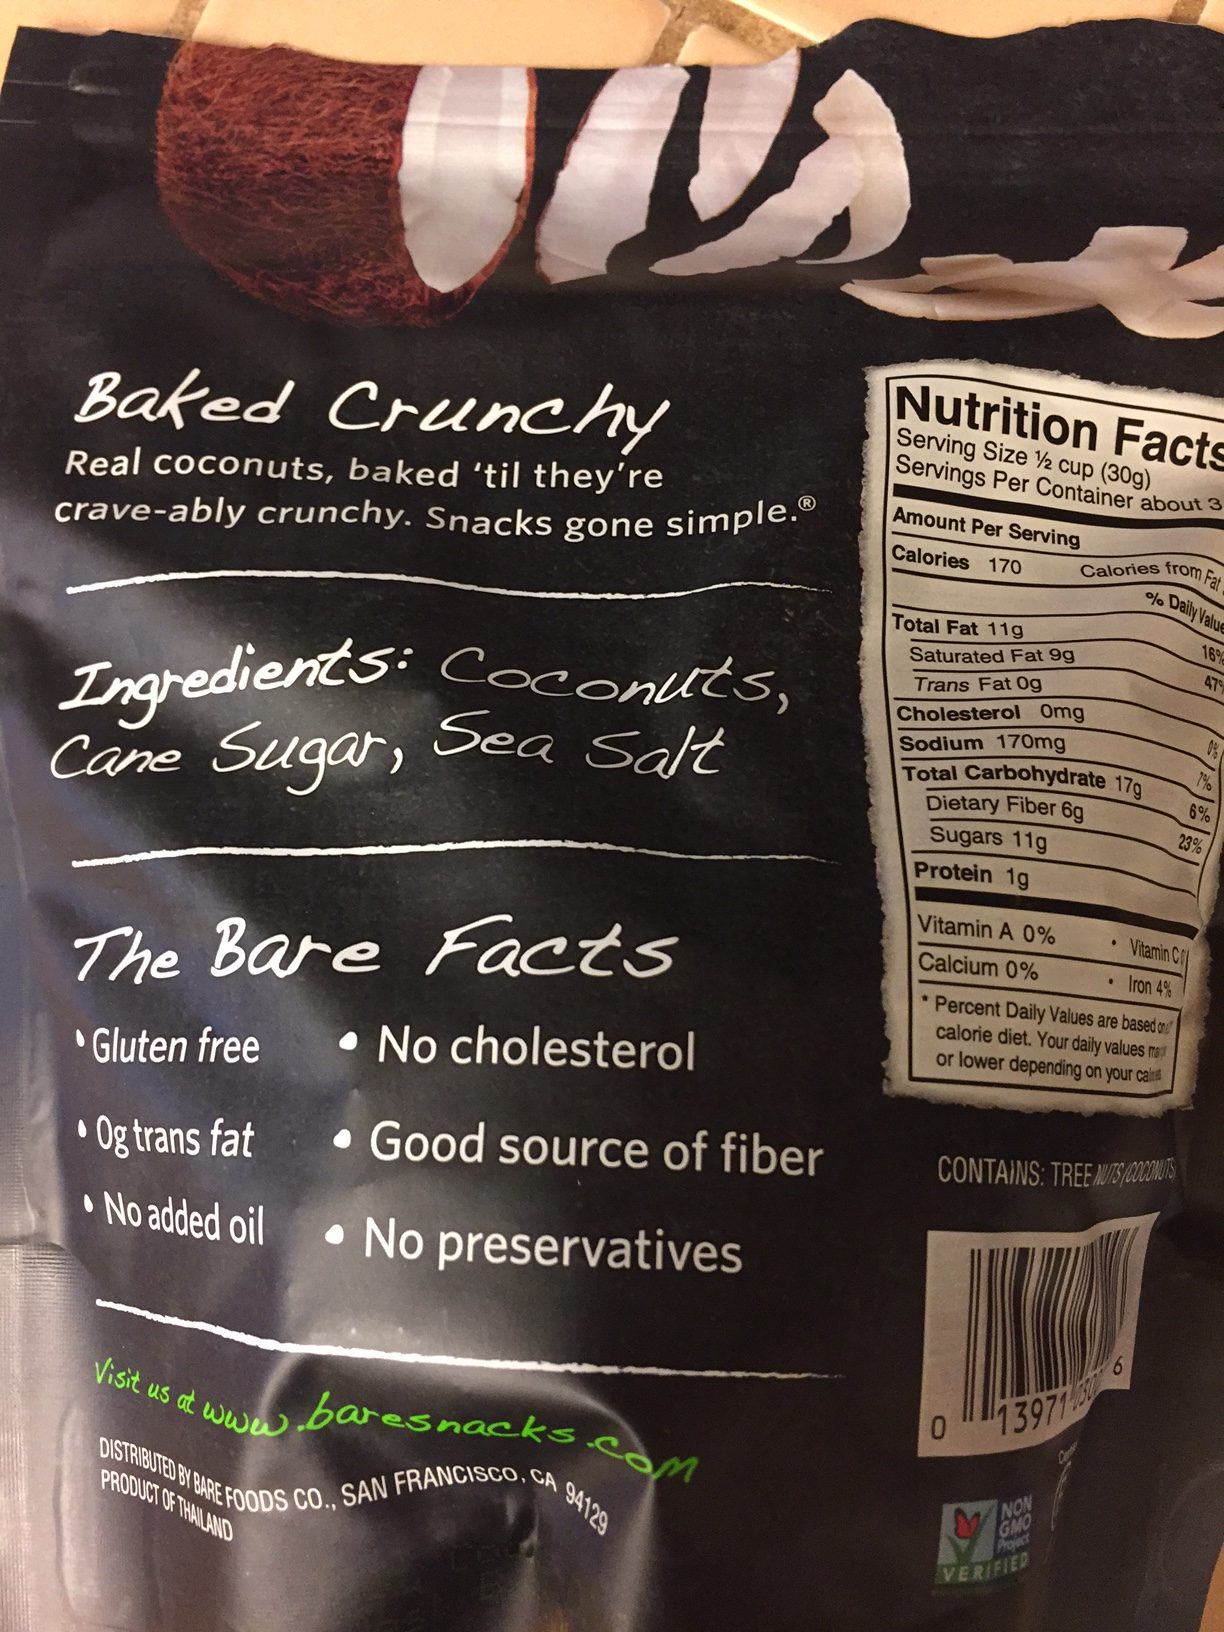 Baked Crunchy
Real coconuts, baked 'til they're
crave-ably crunchy. Snacks gone simple.®
Ingredients: Coconuts,
Cane Sugar, Sea Salt
The Bare Facts
• Gluten free
• No cholesterol
• 0g trans fat
• Good source of fiber
• No added oil
• No preservatives
Visit us at www.baresnacks.com
DISTRIBUTED BY BARE FOODS CO., SAN FRANCISCO, CA 94129
PRODUCT OF THAILAND
Nutrition Facts
Serving Size ½ cup (30g)
Servings Per Container about 3
Amount Per Serving
Calories 170 Calories from Fat
% Daily Value
Total Fat 11g 16%
Saturated Fat 9g 47%
Trans Fat 0g
Cholesterol 0mg 0%
Sodium 170mg 7%
Total Carbohydrate 17g 6%
Dietary Fiber 6g 23%
Sugars 11g
Protein 1g
Vitamin A 0% • Vitamin C
Calcium 0% • Iron 4%
* Percent Daily Values are based on
calorie diet. Your daily values
or lower depending on your
CONTAINS: TREE NUTS (COCONUTS)
0 13971 6
NON
GMO
Project
VERIFIED